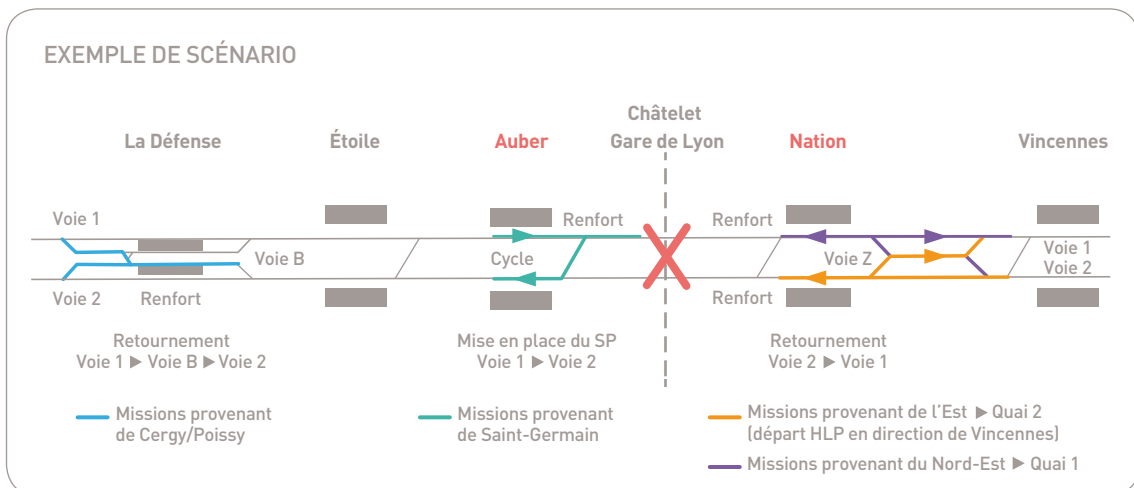 EXEMPLE DE SCÉNARIO
Châtelet
La Défense
Étoile
Auber
Gare de Lyon
Nation
Vincennes
Voie 1
Renfort
Renfort
Voie B
Cycle
Voie Z
Voie 1
Voie 2
Voie 2
Renfort
Renfort
Retournement
Voie 1 ▶ Voie B ▶ Voie 2
Mise en place du SP
Voie 1 ▶ Voie 2
Retournement
Voie 2 ▶ Voie 1
Missions provenant
de Cergy/Poissy
Missions provenant
de Saint-Germain
Missions provenant de l'Est ▶ Quai 2
(départ HLP en direction de Vincennes)
Missions provenant du Nord-Est ▶ Quai 1